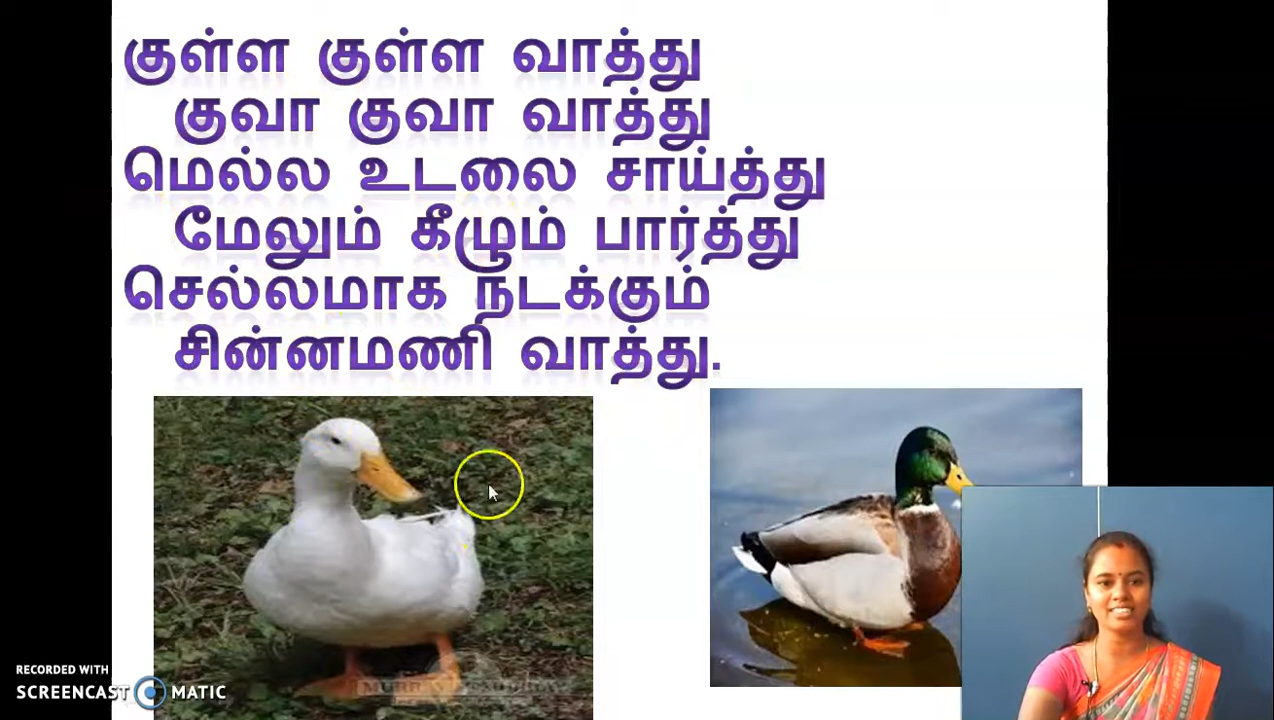 குள்ள குள்ள வாத்து
குவா குவா வாத்து
மெல்ல உடலை சாய்த்து
மேலும் கீழும் பார்த்து
செல்லமாக நடக்கும்
சின்னமணி வாத்து.
RECORDED WITH
SCREENCAST MATIC